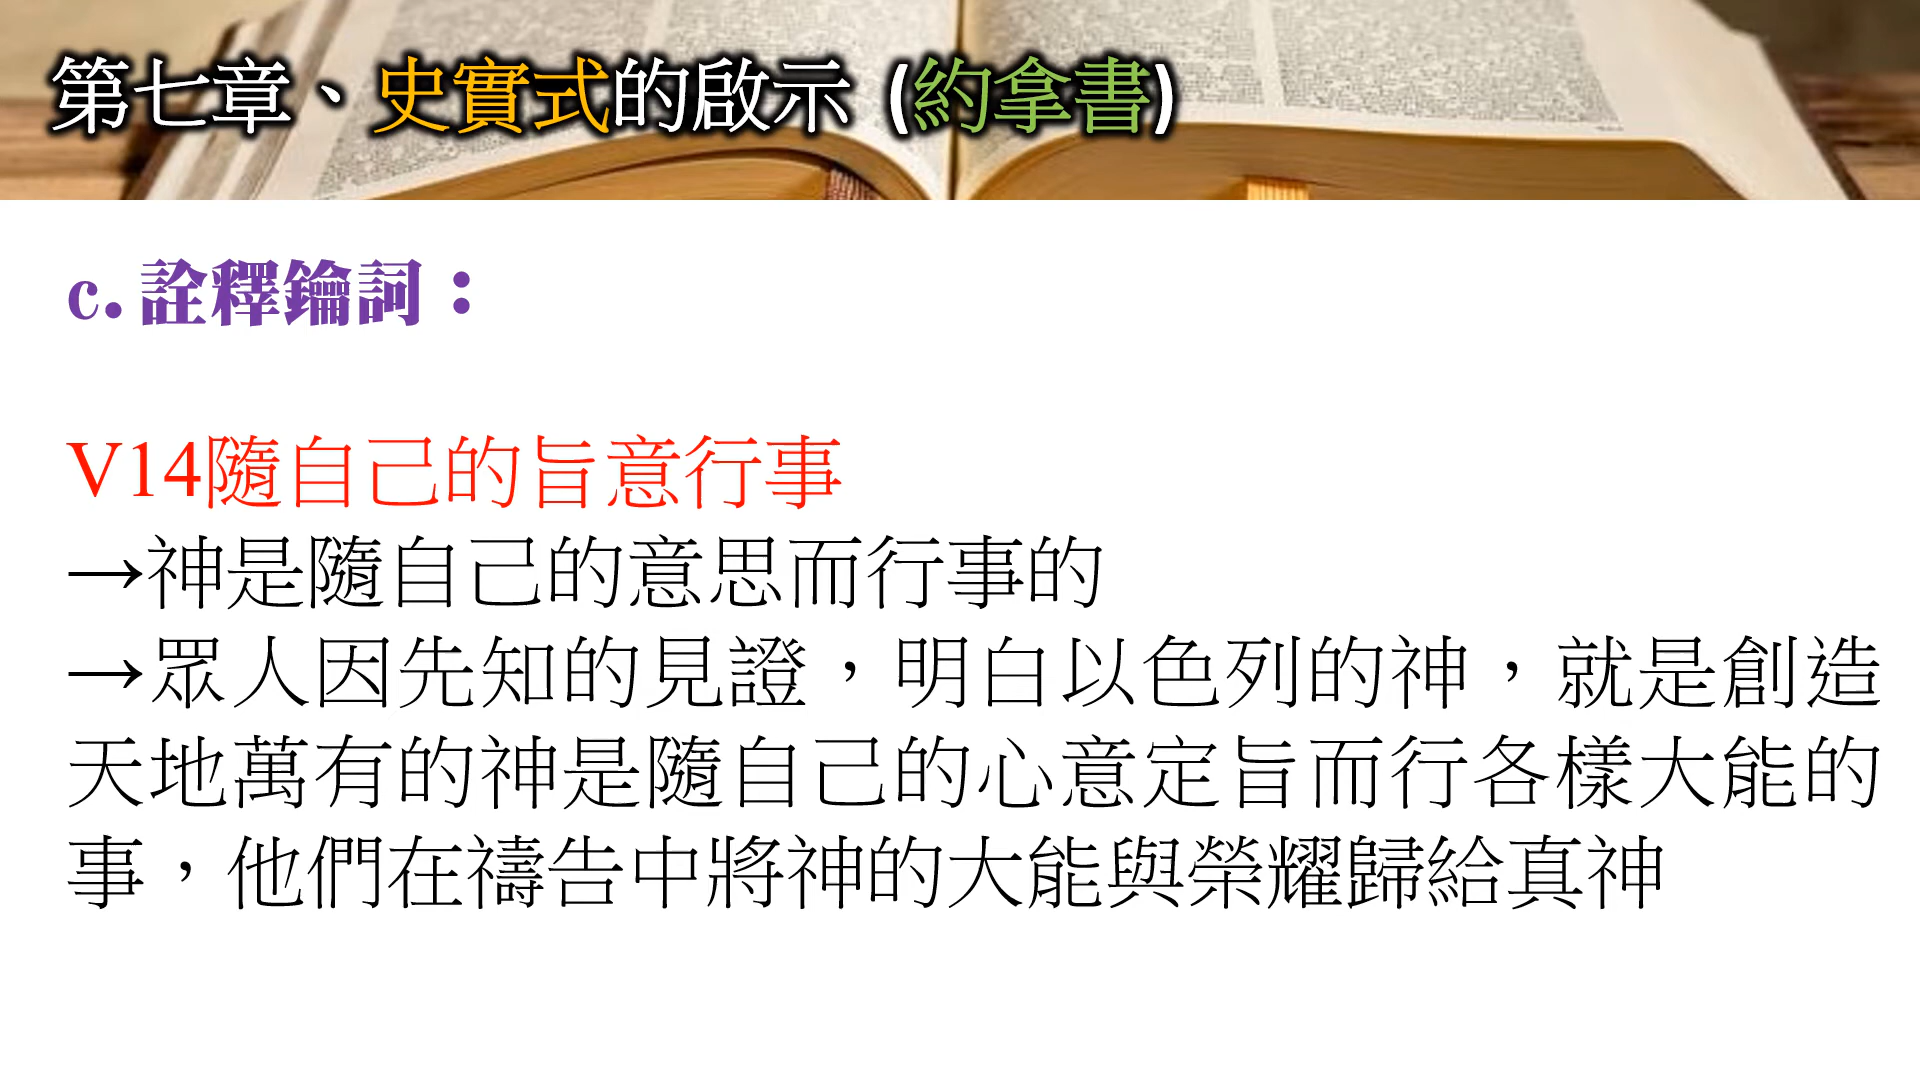 第七章、史實式的啟示 (約拿書)
c.詮釋鑰詞：
V14隨自己的旨意行事
→神是隨自己的意思而行事的
→眾人因先知的見證，明白以色列的神，就是創造
天地萬有的神是隨自己的心意定旨而行各樣大能的
事，他們在禱告中將神的大能與榮耀歸給真神